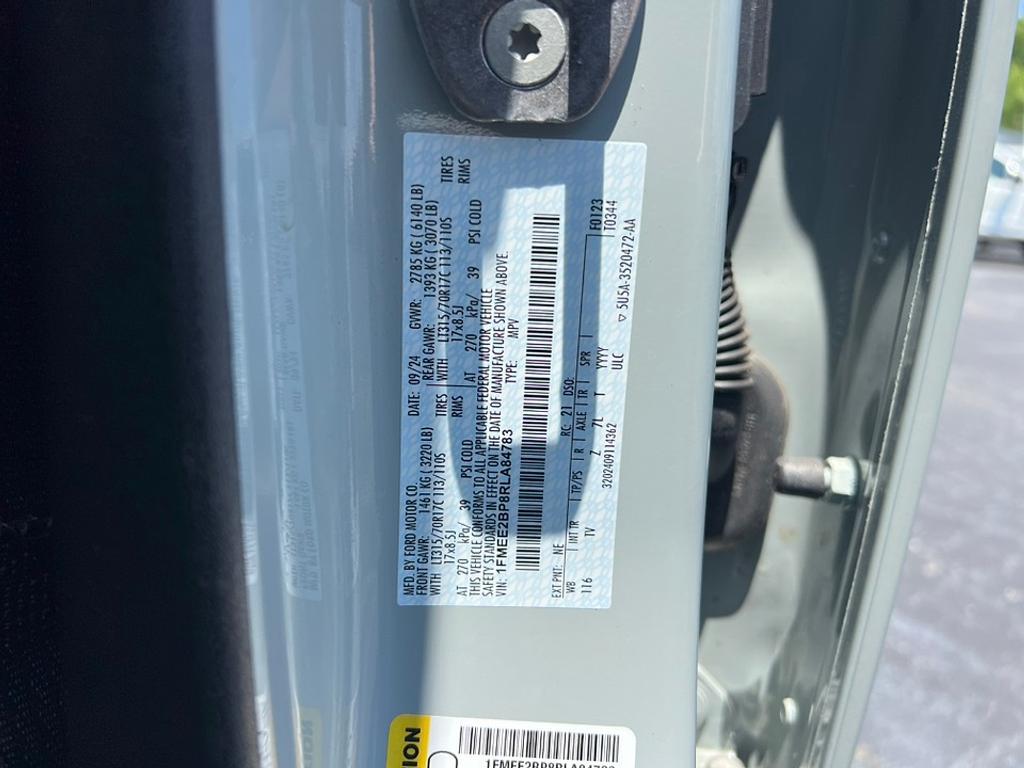 MFD. BY FORD MOTOR CO. DATE: 09/24 GVWR: 2785 KG ( 6140 LB)
FRONT GAWR: 1461 KG ( 3220 LB) REAR GAWR: 1393 KG ( 3070 LB)
WITH LT315/70R17C 113/110S TIRES WITH LT315/70R17C 113/110S TIRES
17x8.5J RIMS 17x8.5J RIMS
AT 270 kPa/ 39 PSI COLD AT 270 kPa/ 39 PSI COLD
THIS VEHICLE CONFORMS TO ALL APPLICABLE FEDERAL MOTOR VEHICLE
SAFETY STANDARDS IN EFFECT ON THE DATE OF MANUFACTURE SHOWN ABOVE.
VIN: 1FMEE2BP8RLA84783 TYPE: MPV
EXT PNT: NE RC: 21 DSO: F0123
WB INT TR TP/PS R AXLE TR SPR T0344
116 TV Z 7L T YYYY
ULC ▽ 5U5A-3520472-AA
3202409114362
1FMEE2BP8RLA84783